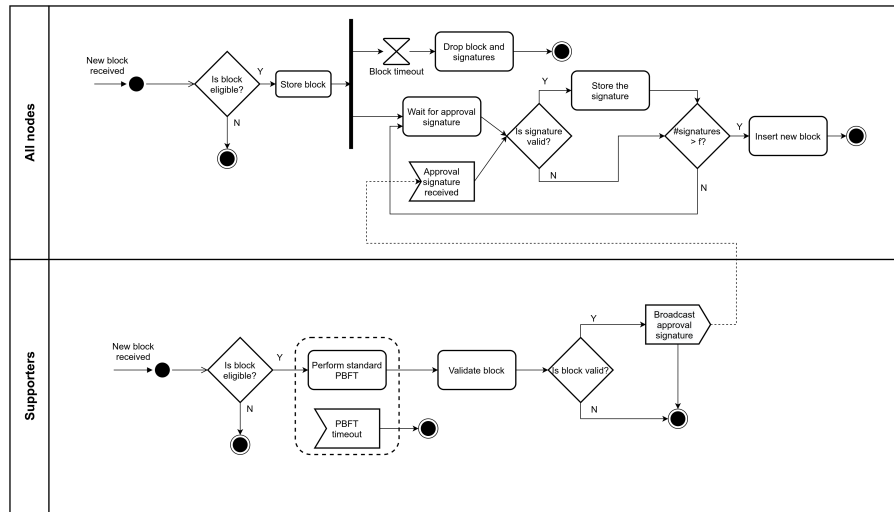 All nodes
New block
received
Is block
eligible?
Y
N
Store block
Block timeout
Drop block and
signatures
Wait for approval
signature
Approval
signature
received
Is signature
valid?
Y
N
Store the
signature
#signatures
> f?
Y
N
Insert new block
Supporters
New block
received
Is block
eligible?
Y
N
Perform standard
PBFT
PBFT
timeout
Validate block
Is block valid?
Y
N
Broadcast
approval
signature